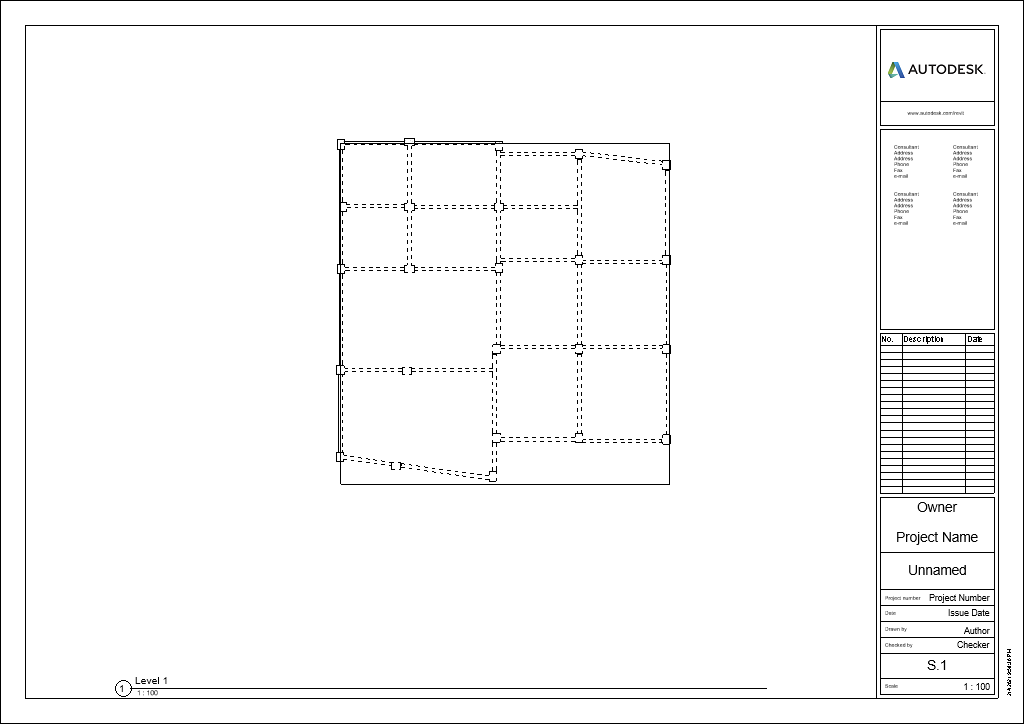 AUTODESK
www.autodesk.com/revit
Consultant
Address
Address
Phone
Fax
e-mail
Consultant
Address
Address
Phone
Fax
e-mail
Consultant
Address
Address
Phone
Fax
e-mail
Consultant
Address
Address
Phone
Fax
e-mail
No. Description Date
Owner
Project Name
Unnamed
Project number Project Number
Date Issue Date
Drawn by Author
Checked by Checker
S.1
Scale 1 : 100
1 Level 1
1 : 100